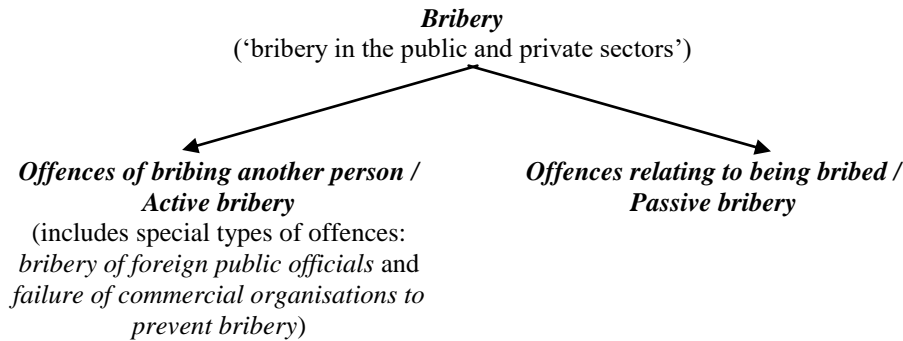 Bribery
(‘bribery in the public and private sectors’)
Offences of bribing another person /
Active bribery
(includes special types of offences:
bribery of foreign public officials and
failure of commercial organisations to
prevent bribery)
Offences relating to being bribed /
Passive bribery